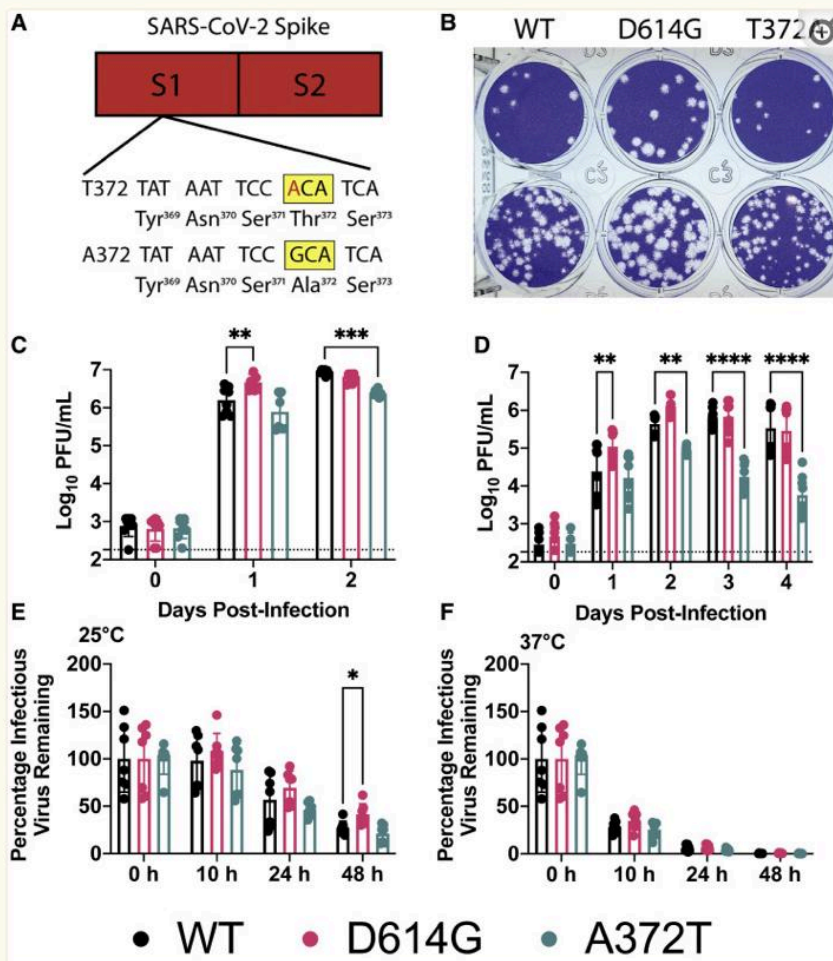 A
SARS-CoV-2 Spike
S1 S2
T372 TAT AAT TCC ACA TCA
Tyr³⁶⁹ Asn³⁷⁰ Ser³⁷¹ Thr³⁷² Ser³⁷³
A372 TAT AAT TCC GCA TCA
Tyr³⁶⁹ Asn³⁷⁰ Ser³⁷¹ Ala³⁷² Ser³⁷³
B
WT D614G T372A
C
** ***
Log₁₀ PFU/mL
7
6
5
4
3
2
0 1 2
Days Post-Infection
D
** ** **** ****
Log₁₀ PFU/mL
7
6
5
4
3
2
0 1 2 3 4
Days Post-Infection
E
25°C
*
Percentage Infectious
Virus Remaining
200
150
100
50
0
0 h 10 h 24 h 48 h
F
37°C
Percentage Infectious
Virus Remaining
200
150
100
50
0
0 h 10 h 24 h 48 h
WT D614G A372T